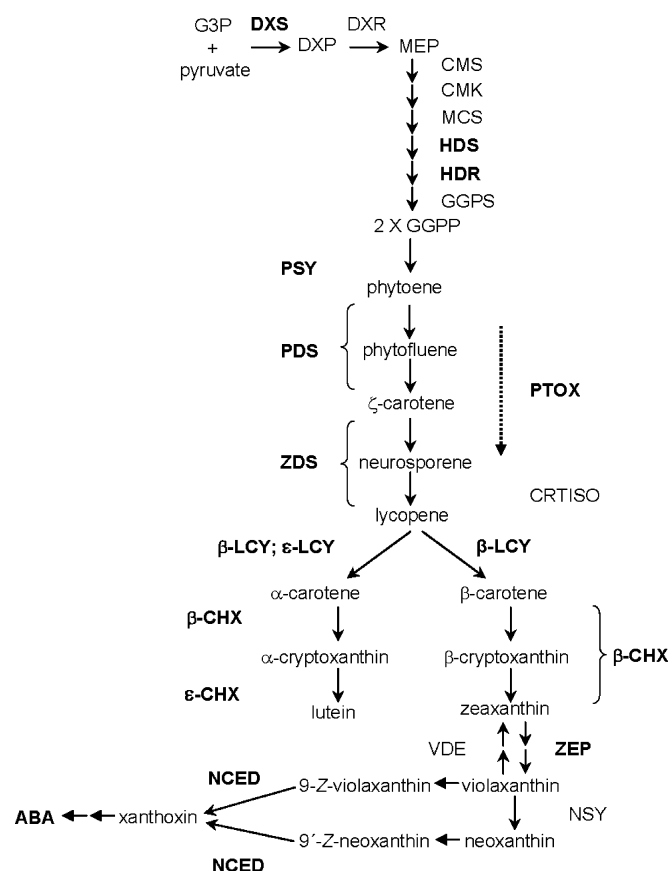 G3P
+
pyruvate
DXS
DXP
DXR
MEP
CMS
CMK
MCS
HDS
HDR
GGPS
2 X GGPP
PSY
phytoene
PDS
phytofluene
PTOX
ζ-carotene
ZDS
neurosporene
CRTISO
lycopene
β-LCY; ε-LCY
β-LCY
α-carotene
β-carotene
β-CHX
α-cryptoxanthin
β-cryptoxanthin
β-CHX
ε-CHX
lutein
zeaxanthin
VDE
ZEP
NCED
9-Z-violaxanthin
violaxanthin
ABA
xanthoxin
NSY
9´-Z-neoxanthin
neoxanthin
NCED